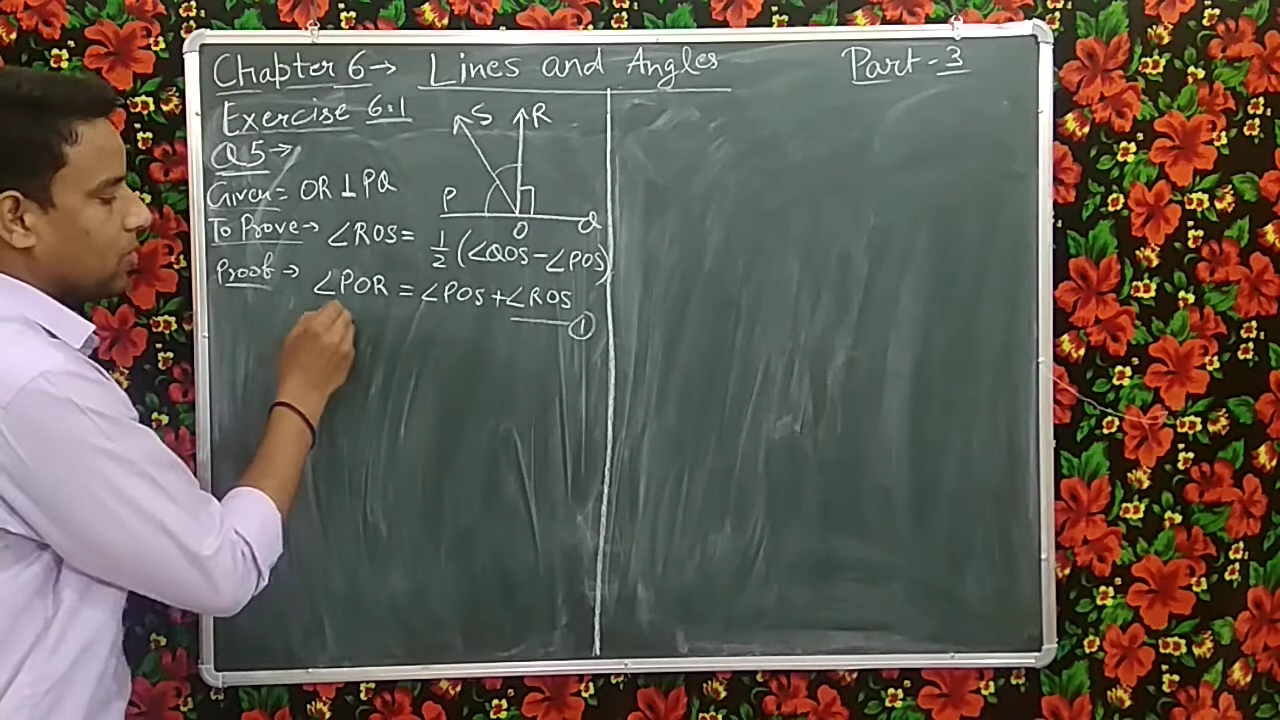 Chapter 6→ Lines and Angles
Part-3
Exercise 6.1
Q5→
S R
P O Q
Given= OR ⊥ PQ
To Prove→ ∠ROS = 1/2 (∠QOS-∠POS)
Proof→
∠POR = ∠POS+∠ROS
①